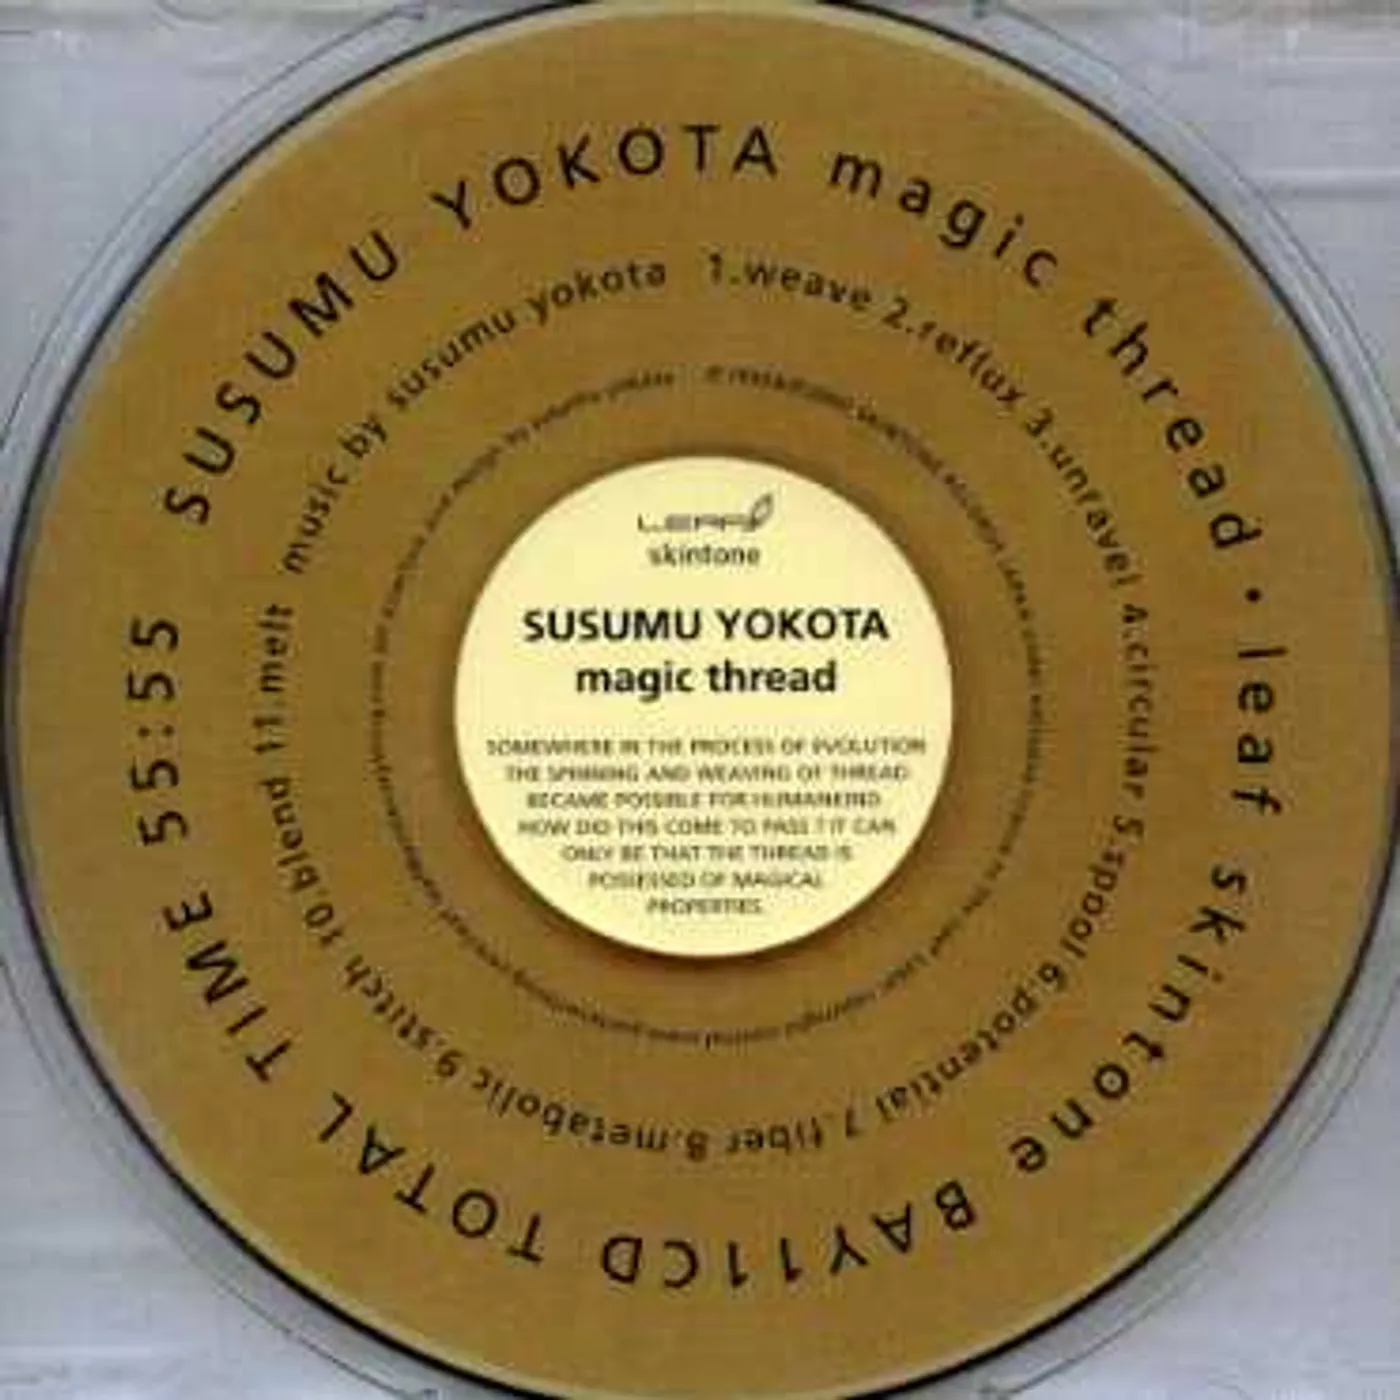 SUSUMU YOKOTA magic thread · leaf skintone BAY11CD TOTAL TIME 55:55
music by susumu yokota 1.weave 2.reflux 3.unravel 4.circular 5.spool 6.potential 7.fiber 8.metabolic 9.stitch 10.blend 11.melt
LEAF
skintone
SUSUMU YOKOTA
magic thread
SOMEWHERE IN THE PROCESS OF EVOLUTION
THE SPINNING AND WEAVING OF THREAD
BECAME POSSIBLE FOR HUMANKIND.
HOW DID THIS COME TO PASS ? IT CAN
ONLY BE THAT THE THREAD IS
POSSESSED OF MAGICAL
PROPERTIES.